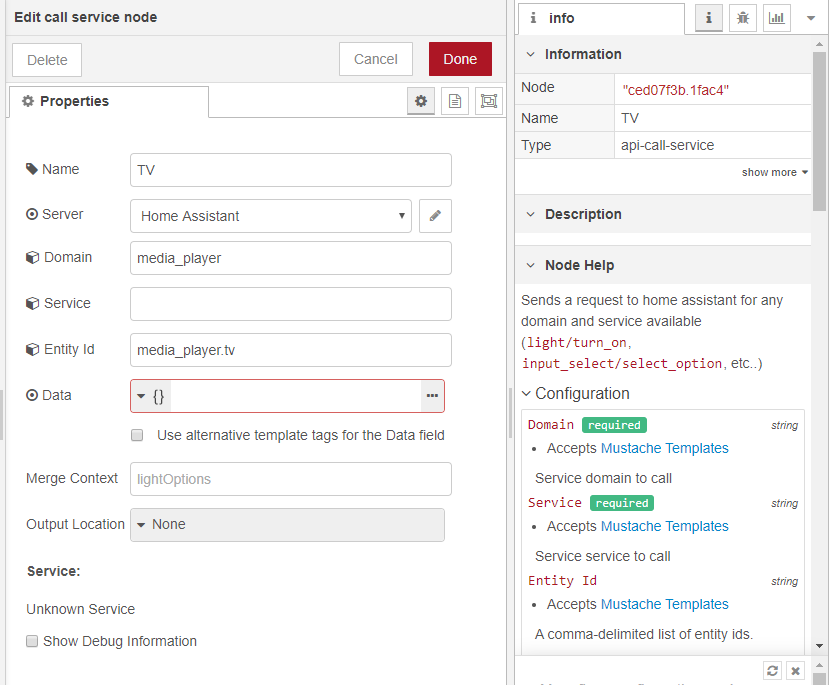 Edit call service node
Delete
Cancel
Done
Properties
Name
TV
Server
Home Assistant
Domain
media_player
Service
Entity Id
media_player.tv
Data
{}
Use alternative template tags for the Data field
Merge Context
lightOptions
Output Location
None
Service:
Unknown Service
Show Debug Information
info
Information
Node
"ced07f3b.1fac4"
Name
TV
Type
api-call-service
show more
Description
Node Help
Sends a request to home assistant for any
domain and service available
(light/turn_on,
input_select/select_option, etc..)
Configuration
Domain required string
• Accepts Mustache Templates
Service domain to call
Service required string
• Accepts Mustache Templates
Service service to call
Entity Id string
• Accepts Mustache Templates
A comma-delimited list of entity ids.